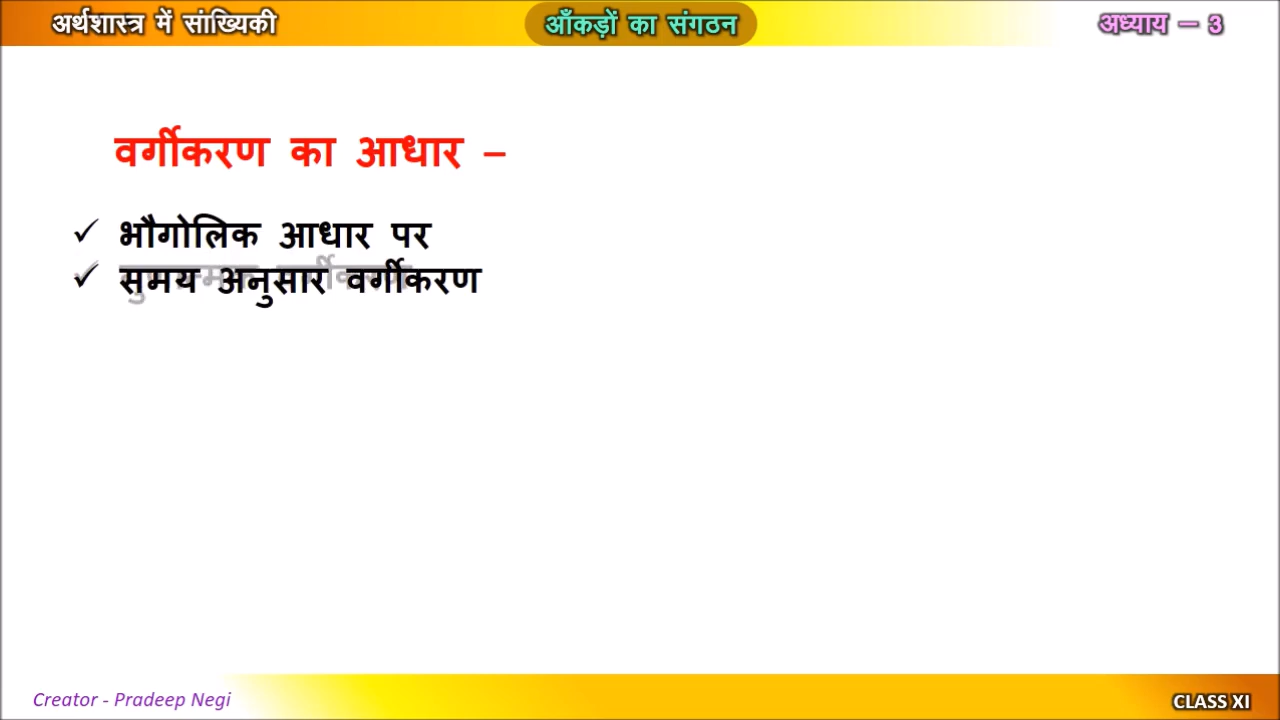 अर्थशास्त्र में सांख्यिकी
आँकड़ों का संगठन
अध्याय – 3
वर्गीकरण का आधार –
✓ भौगोलिक आधार पर
✓ समय अनुसार वर्गीकरण
Creator - Pradeep Negi
CLASS XI